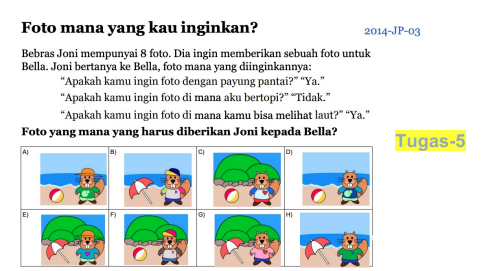 Foto mana yang kau inginkan?
2014-JP-03
Bebras Joni mempunyai 8 foto. Dia ingin memberikan sebuah foto untuk
Bella. Joni bertanya ke Bella, foto mana yang diinginkannya:
“Apakah kamu ingin foto dengan payung pantai?” “Ya.”
“Apakah kamu ingin foto di mana aku bertopi?” “Tidak.”
“Apakah kamu ingin foto di mana kamu bisa melihat laut?” “Ya.”
Foto yang mana yang harus diberikan Joni kepada Bella?
Tugas-5
A) B) C) D)
E) F) G) H)